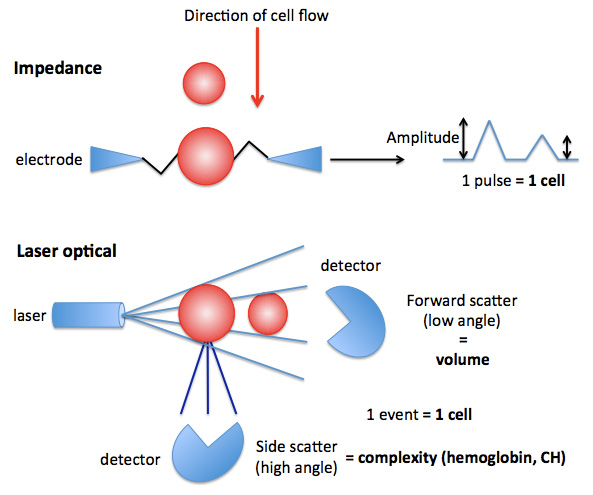 Direction of cell flow
Impedance
electrode
Amplitude
1 pulse = 1 cell
Laser optical
detector
laser
Forward scatter
(low angle)
=
volume
1 event = 1 cell
detector
Side scatter
(high angle)
= complexity (hemoglobin, CH)